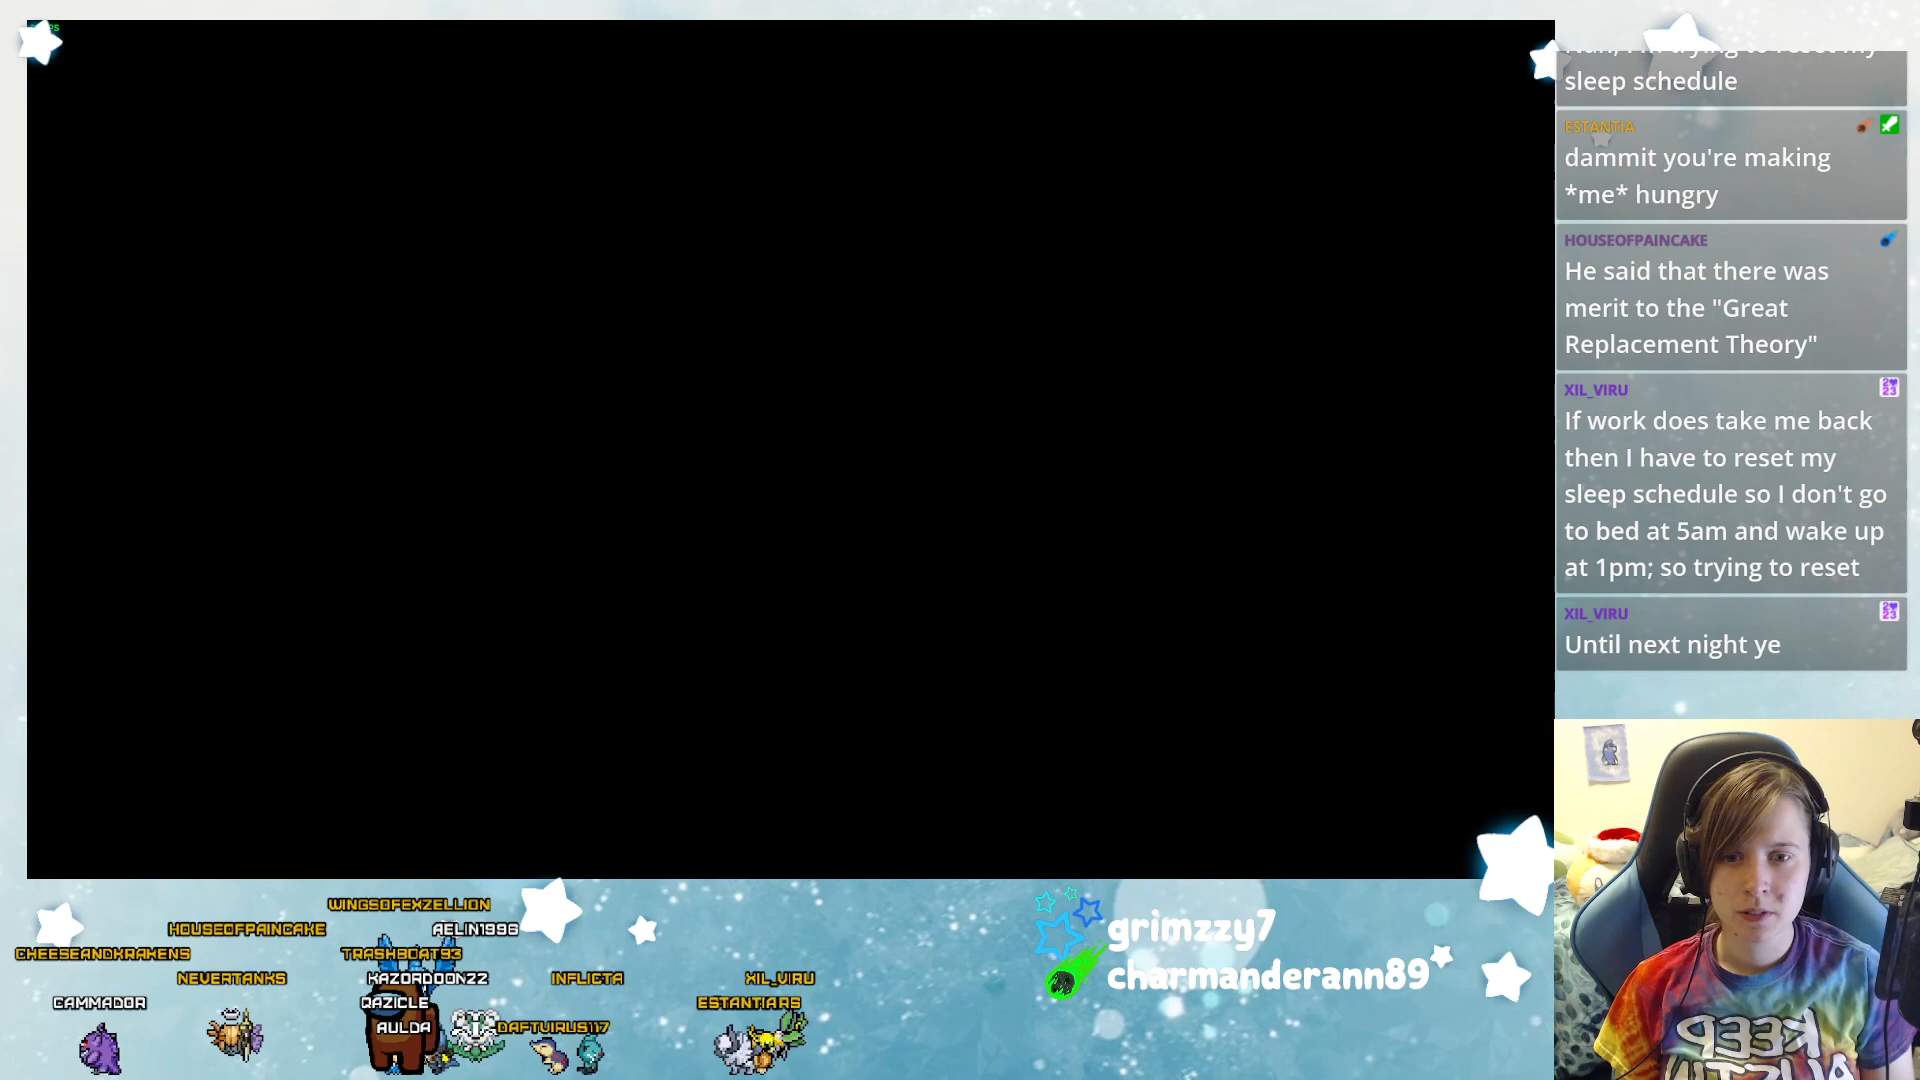 sleep schedule
ESTANTIA
dammit you're making
*me* hungry
HOUSEOFPAINCAKE
He said that there was
merit to the "Great
Replacement Theory"
XIL_VIRU
If work does take me back
then I have to reset my
sleep schedule so I don't go
to bed at 5am and wake up
at 1pm; so trying to reset
XIL_VIRU
Until next night ye
WINGSOFEXZELLION
HOUSEOFPAINCAKE
AELIN1996
CHEESEANDKRAKENS
TRASHBOAT93
NEVERTANKS
KAZORDOONZZ
INFLICTA
XIL_VIRU
CAMMADOR
QAZICLE
ESTANTIARS
AULDA
DAFTVIRUS117
grimzzy7
charmanderann89
KEEP